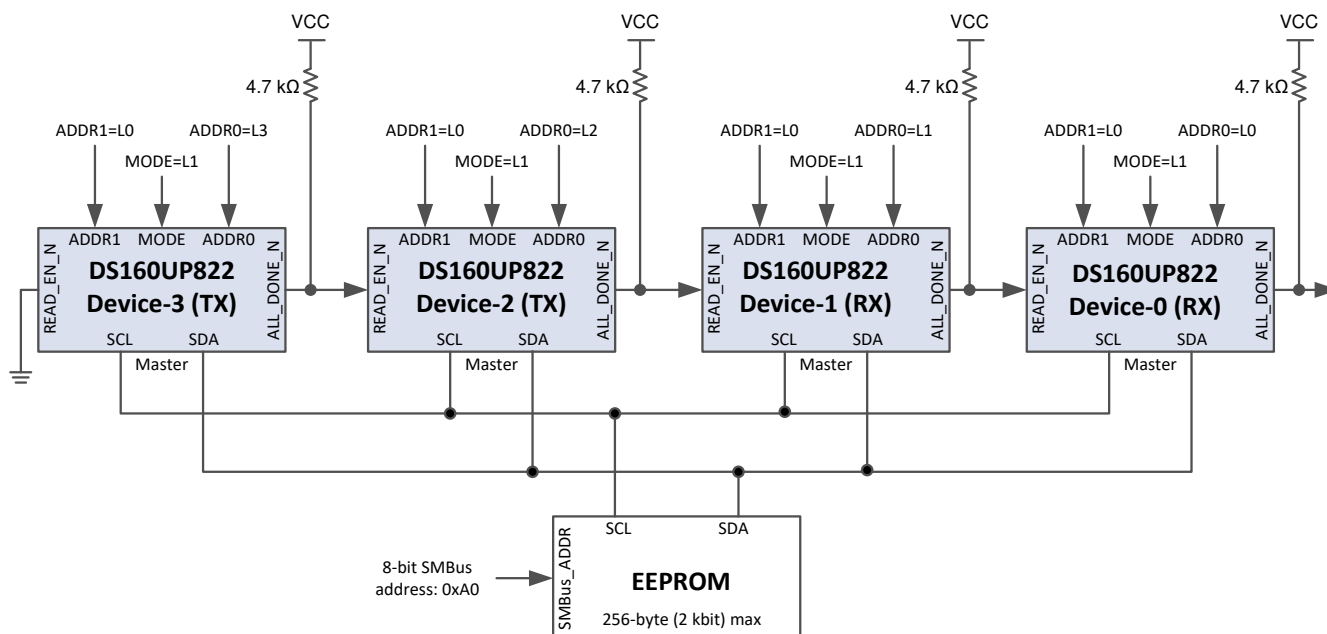 VCC VCC VCC VCC
4.7 kΩ 4.7 kΩ 4.7 kΩ 4.7 kΩ
ADDR1=L0 ADDR0=L3 ADDR1=L0 ADDR0=L2 ADDR1=L0 ADDR0=L1 ADDR1=L0 ADDR0=L0
MODE=L1 MODE=L1 MODE=L1 MODE=L1
READ_EN_N ADDR1 MODE ADDR0 ALL_DONE_N READ_EN_N ADDR1 MODE ADDR0 ALL_DONE_N READ_EN_N ADDR1 MODE ADDR0 ALL_DONE_N READ_EN_N ADDR1 MODE ADDR0 ALL_DONE_N
DS160UP822 DS160UP822 DS160UP822 DS160UP822
Device-3 (TX) Device-2 (TX) Device-1 (RX) Device-0 (RX)
SCL SDA SCL SDA SCL SDA SCL SDA
Master Master Master Master
SCL SDA
SMBus_ADDR
8-bit SMBus
address: 0xA0
EEPROM
256-byte (2 kbit) max